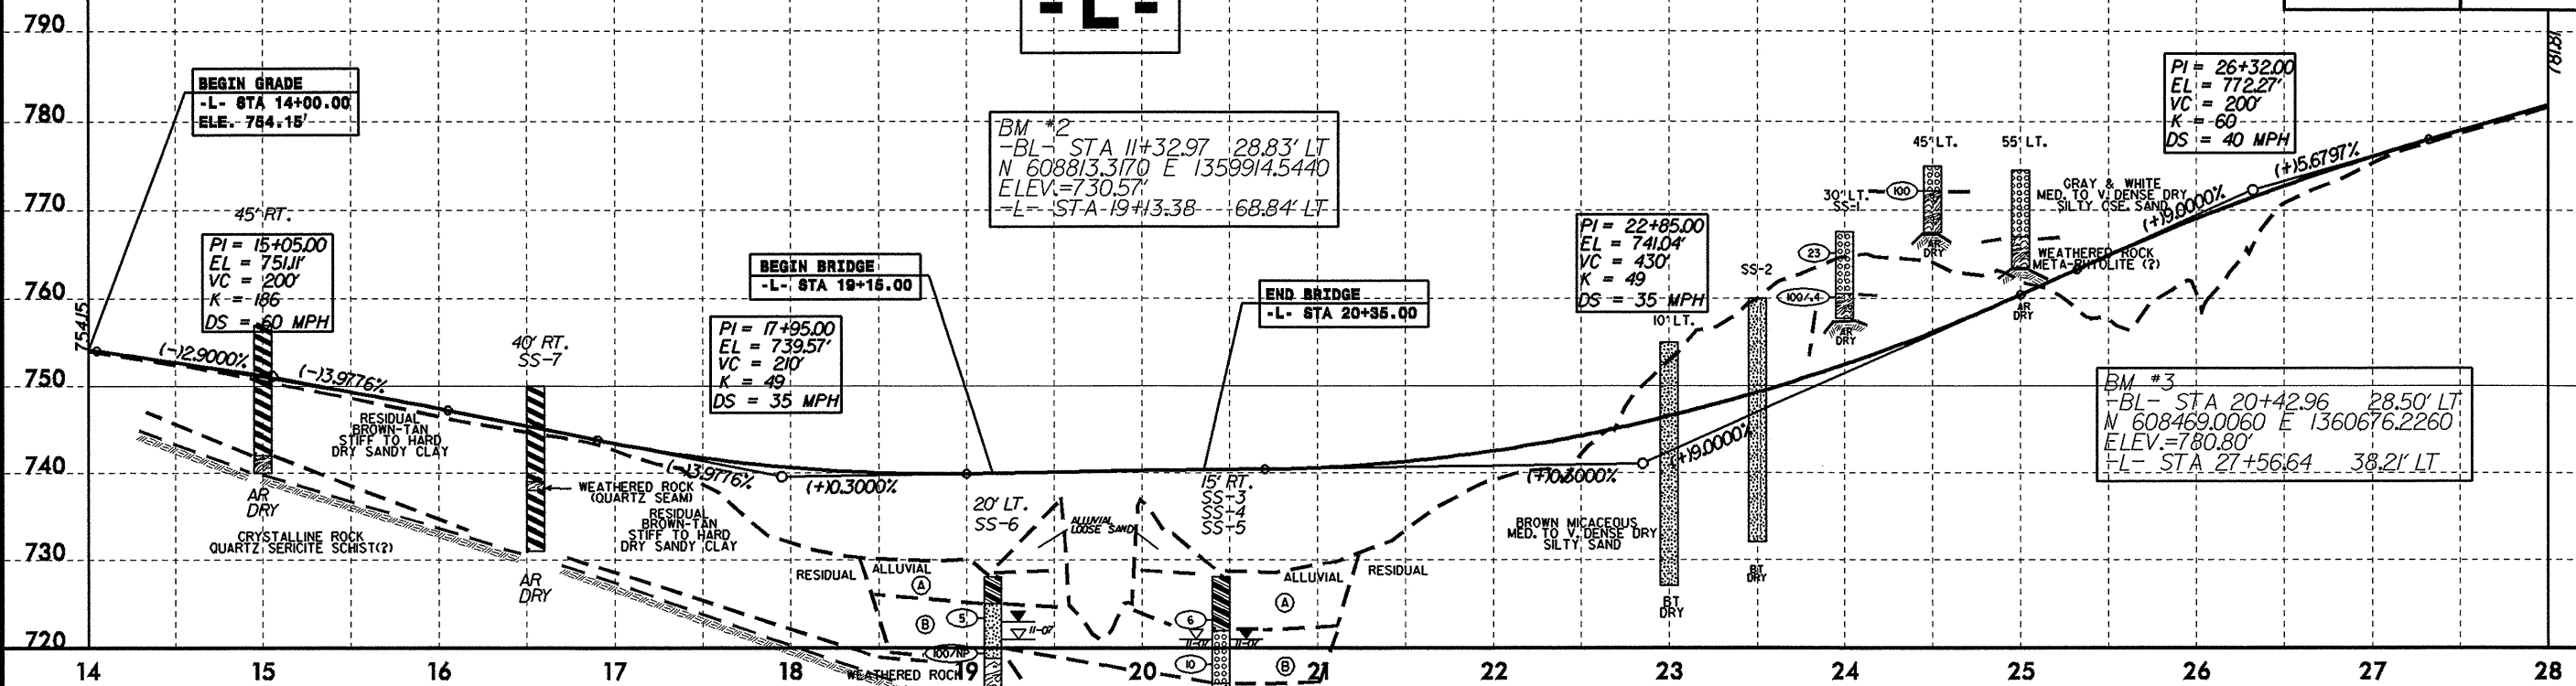 - L -
790
780
770
760
750
740
730
720
BEGIN GRADE
-L- STA 14+00.00
ELE. 754.15'
754.15
45' RT.
PI = 15+05.00
EL = 751.11'
VC = 200'
K = 186
DS = 60 MPH
(-)2.9000%
(-)3.9776%
RESIDUAL
BROWN-TAN
STIFF TO HARD
DRY SANDY CLAY
AR
DRY
CRYSTALLINE ROCK
QUARTZ SERICITE SCHIST(?)
40' RT.
SS-7
WEATHERED ROCK
(QUARTZ SEAM)
RESIDUAL
BROWN-TAN
STIFF TO HARD
DRY SANDY CLAY
AR
DRY
PI = 17+95.00
EL = 739.57'
VC = 210'
K = 49
DS = 35 MPH
(-)3.9776%
(+)0.3000%
BEGIN BRIDGE
-L- STA 19+15.00
BM #2
-BL- STA 11+32.97 28.83' LT
N 608813.3170 E 1359914.5440
ELEV.=730.57'
-L- STA 19+13.38 68.84' LT
END BRIDGE
-L- STA 20+35.00
20' LT.
SS-6
ALLUVIAL
LOOSE SAND
15' RT.
SS-3
SS-4
SS-5
RESIDUAL
ALLUVIAL
A
B
5
11-07
100/NP
WEATHERED ROCK
6
10
ALLUVIAL
A
B
RESIDUAL
PI = 22+85.00
EL = 741.04'
VC = 430'
K = 49
DS = 35 MPH
(+)0.3000%
(+)9.0000%
BROWN MICACEOUS
MED. TO V. DENSE DRY
SILTY SAND
10' LT.
BT
DRY
SS-2
BT
DRY
30' LT.
SS-1
23
100/.4
AR
DRY
45' LT.
100
AR
DRY
55' LT.
AR
DRY
GRAY & WHITE
MED. TO V. DENSE DRY
SILTY CSE. SAND
WEATHERED ROCK
META-RHYOLITE (?)
(+)9.0000%
PI = 26+32.00
EL = 772.27'
VC = 200'
K = 60
DS = 40 MPH
(+)5.6797%
BM #3
-BL- STA 20+42.96 28.50' LT
N 608469.0060 E 1360676.2260
ELEV.=780.80'
-L- STA 27+56.64 38.21' LT
14 15 16 17 18 19 20 21 22 23 24 25 26 27 28